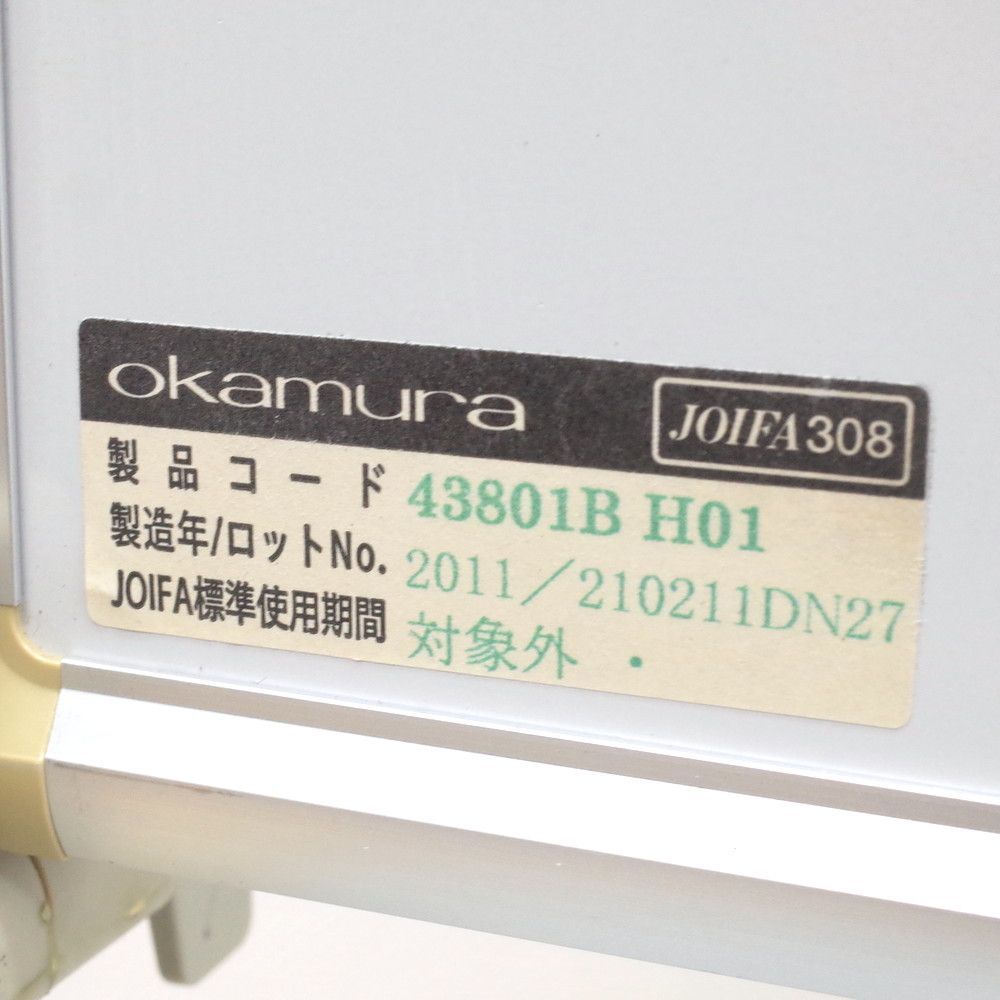 okamura JOIFA308
製品コード 43801B H01
製造年/ロットNo. 2011／210211DN27
JOIFA標準使用期間 対象外 ・